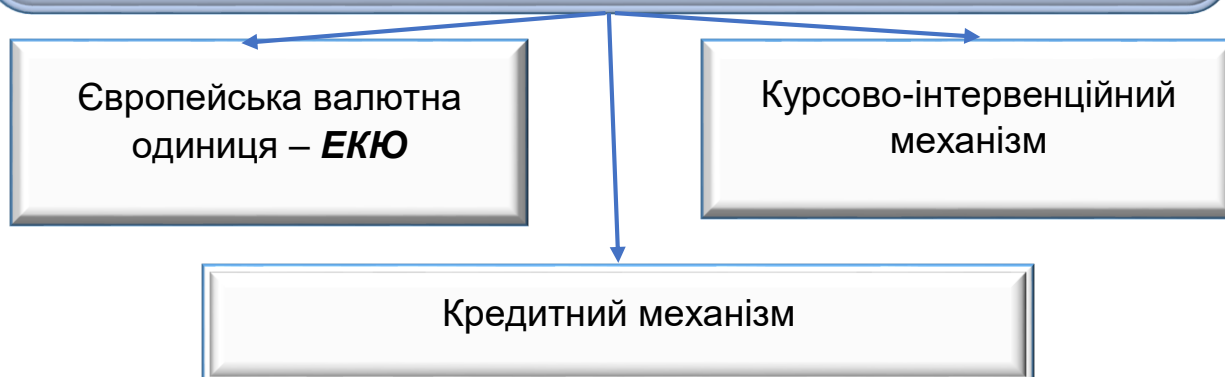 Європейська валютна
одиниця – ЕКЮ
Курсово-інтервенційний
механізм
Кредитний механізм